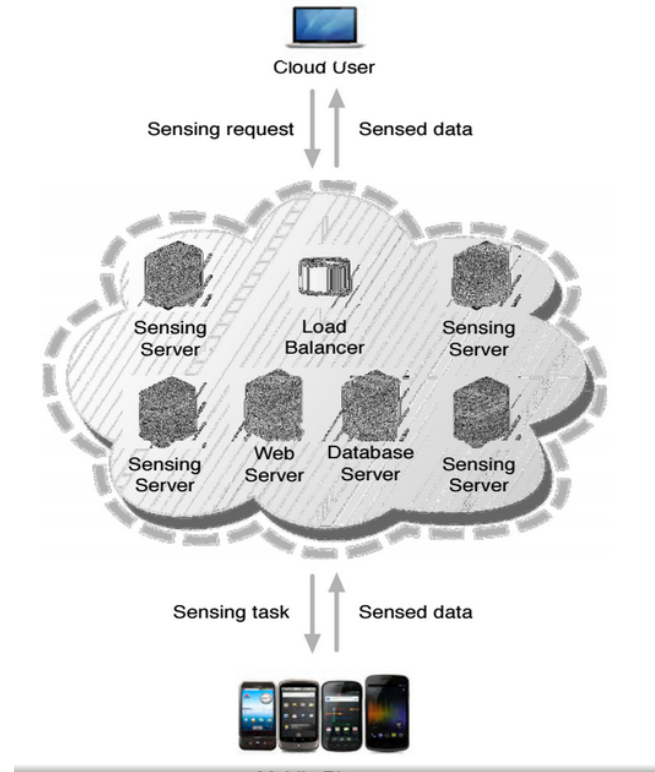 Cloud User
Sensing request
Sensed data
Sensing
Server
Load
Balancer
Sensing
Server
Sensing
Server
Web
Server
Database
Server
Sensing
Server
Sensing task
Sensed data